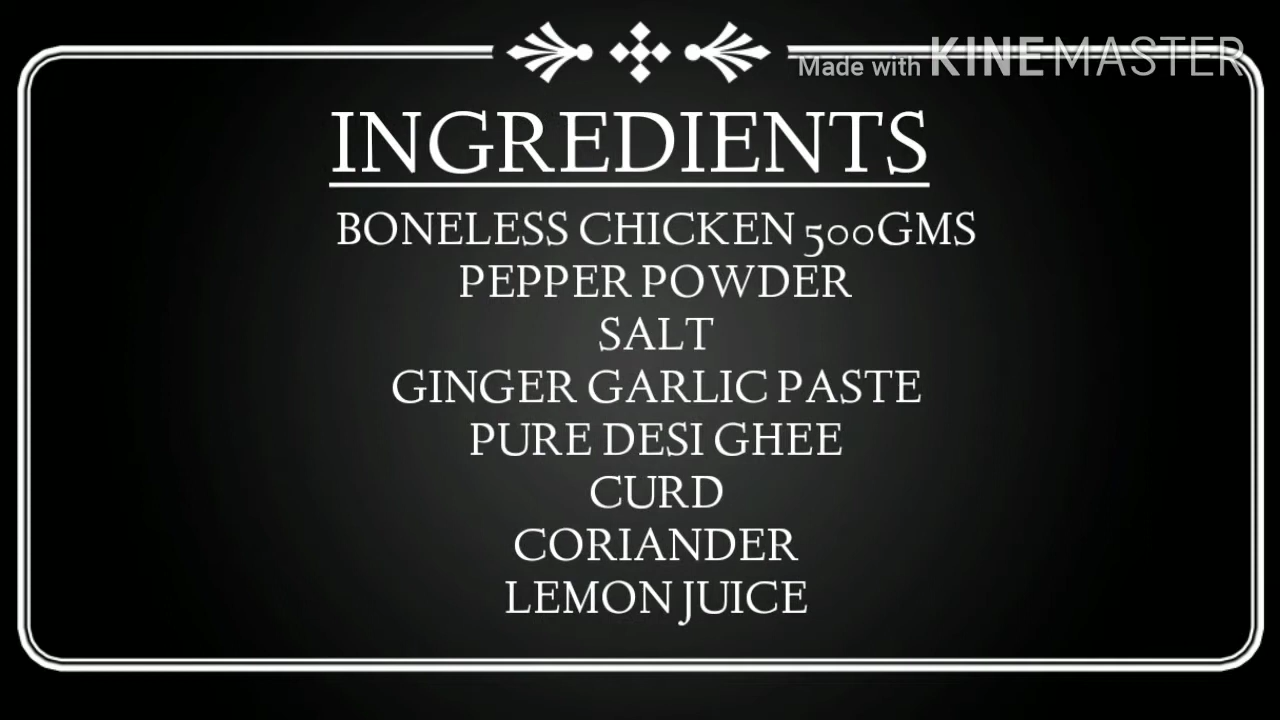 Made with KINEMASTER
INGREDIENTS
BONELESS CHICKEN 500GMS
PEPPER POWDER
SALT
GINGER GARLIC PASTE
PURE DESI GHEE
CURD
CORIANDER
LEMON JUICE